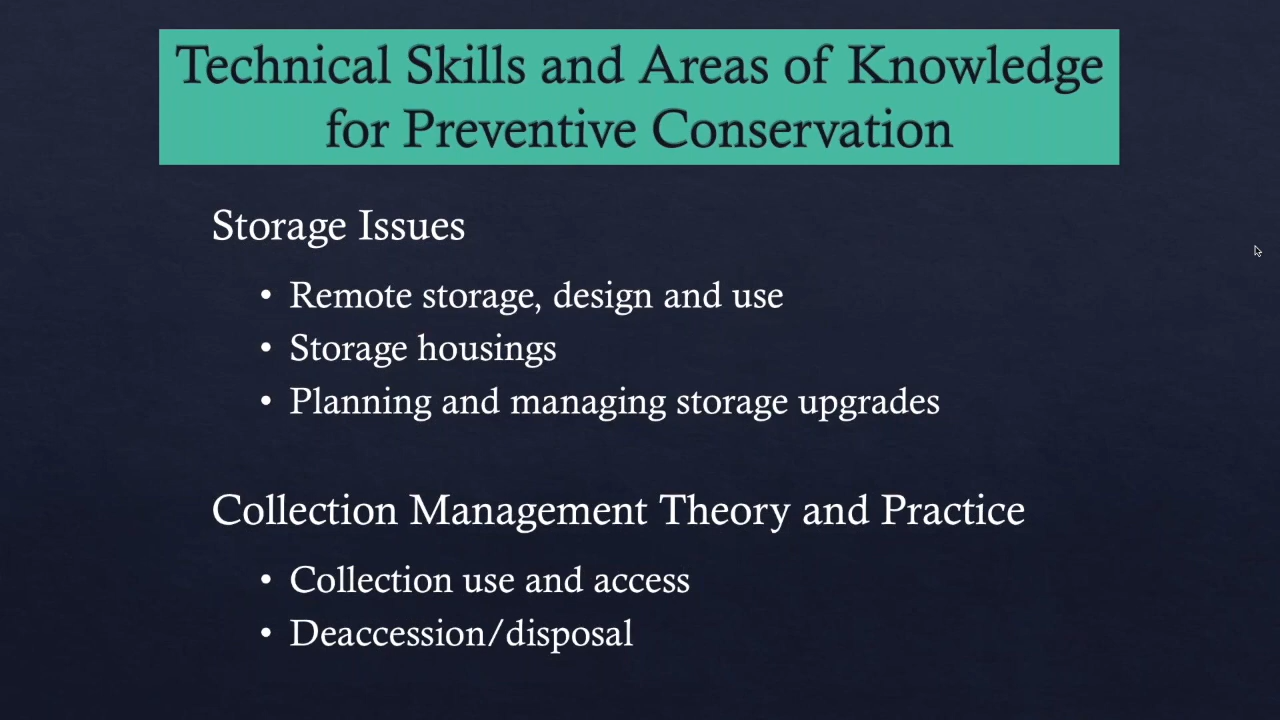 Technical Skills and Areas of Knowledge
for Preventive Conservation
Storage Issues
• Remote storage, design and use
• Storage housings
• Planning and managing storage upgrades
Collection Management Theory and Practice
• Collection use and access
• Deaccession/disposal